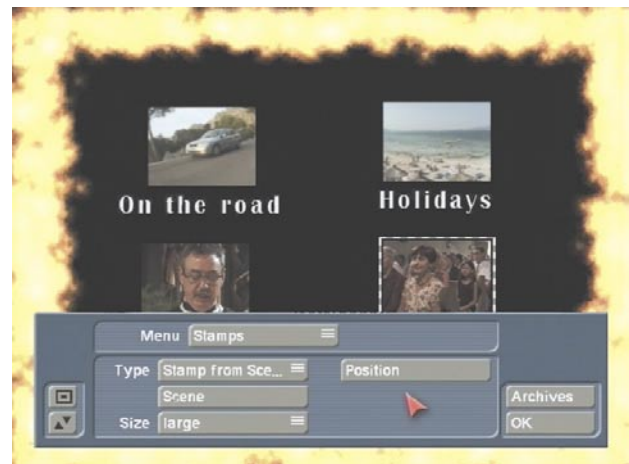 On the road
Holidays
Menu Stamps
Type Stamp from Sce... Position
Scene Archives
Size large OK